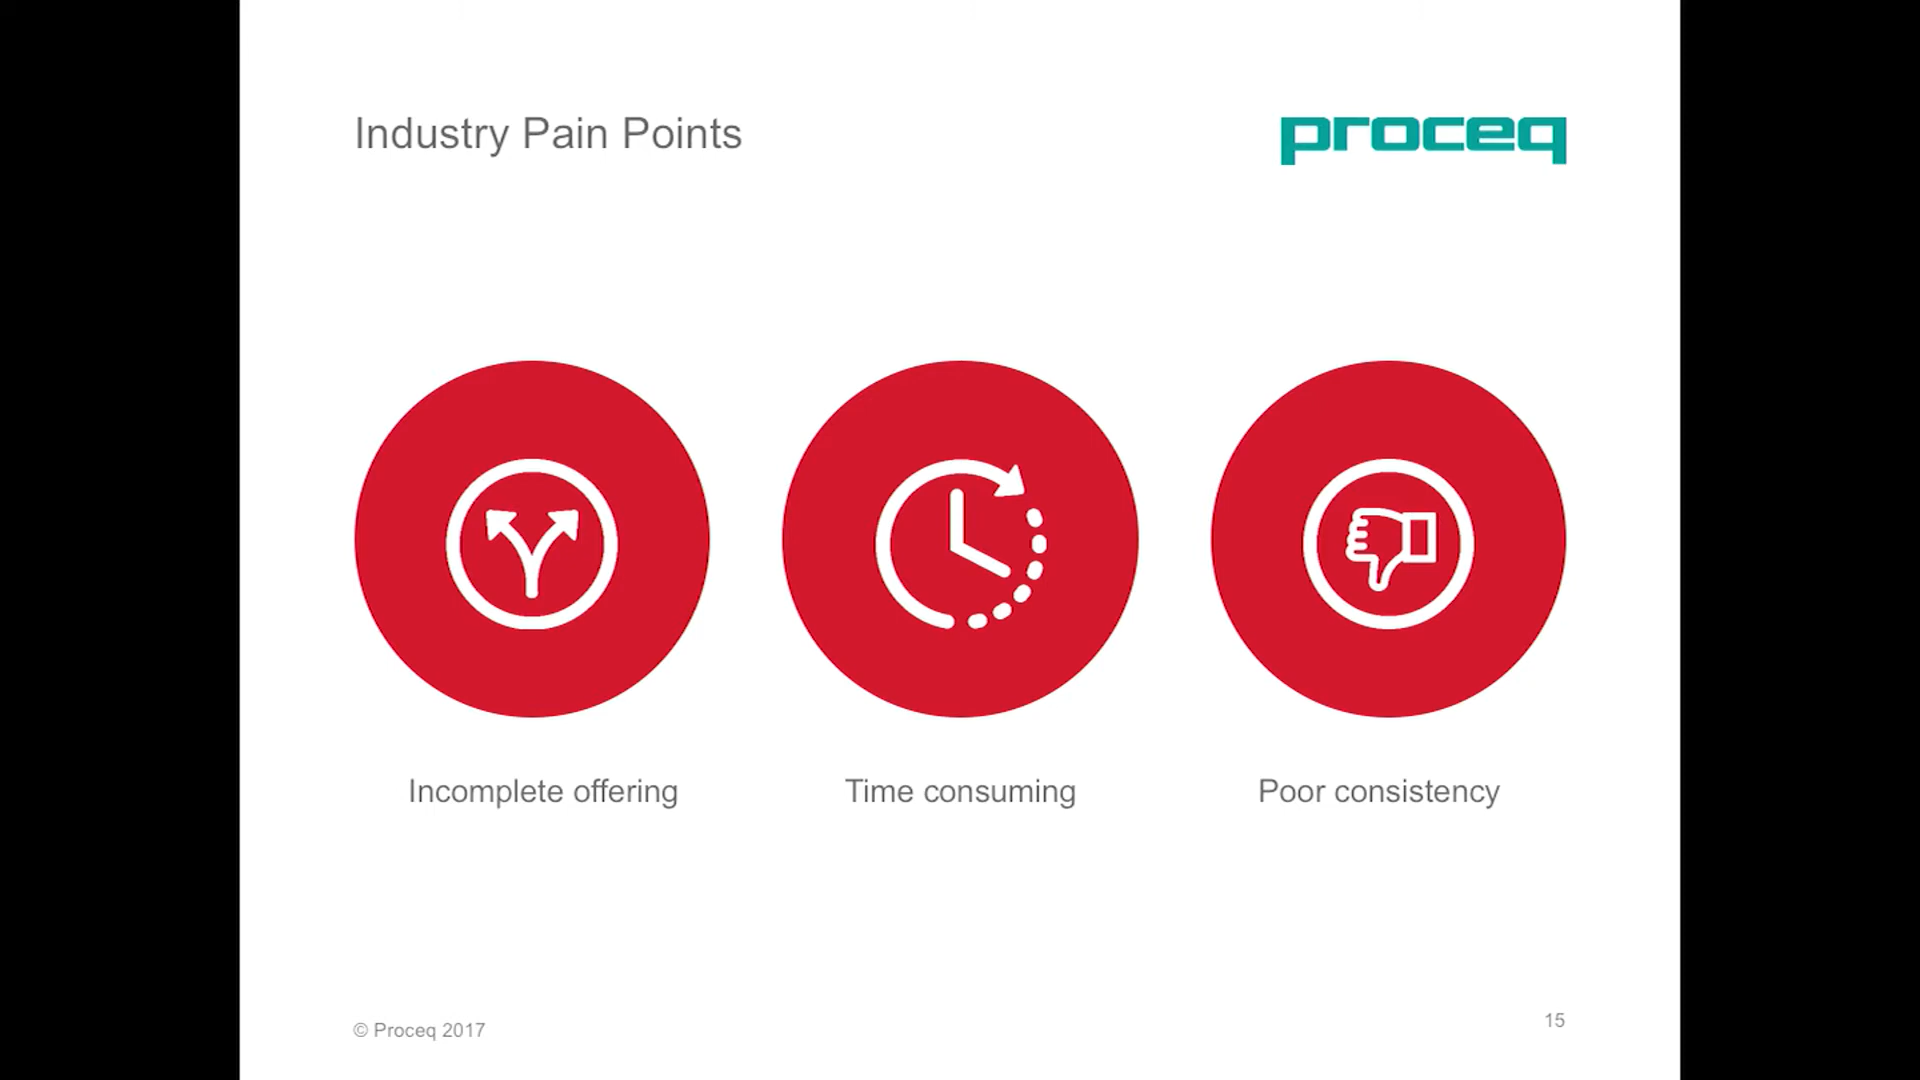 Industry Pain Points
proceq
Incomplete offering
Time consuming
Poor consistency
© Proceq 2017
15